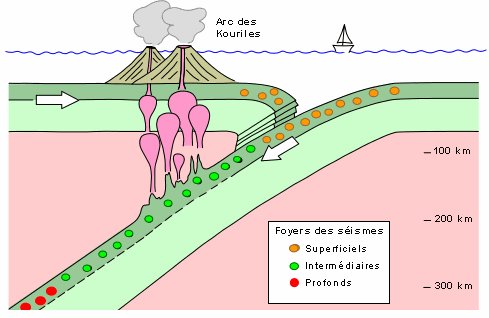 Arc des
Kouriles
100 km
200 km
Foyers des séismes
Superficiels
Intermédiaires
Profonds
300 km